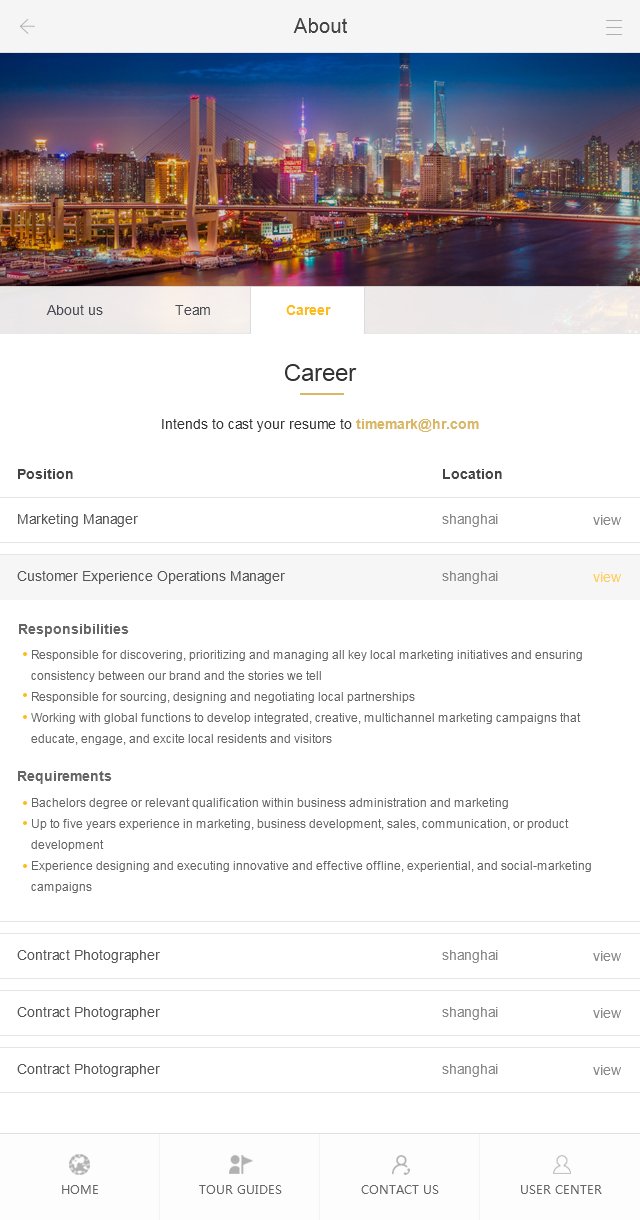 About
About us
Team
Career
Career
Intends to cast your resume to timemark@hr.com
Position Location
Marketing Manager shanghai view
Customer Experience Operations Manager shanghai view
Responsibilities
Responsible for discovering, prioritizing and managing all key local marketing initiatives and ensuring
consistency between our brand and the stories we tell
Responsible for sourcing, designing and negotiating local partnerships
Working with global functions to develop integrated, creative, multichannel marketing campaigns that
educate, engage, and excite local residents and visitors
Requirements
Bachelors degree or relevant qualification within business administration and marketing
Up to five years experience in marketing, business development, sales, communication, or product
development
Experience designing and executing innovative and effective offline, experiential, and social-marketing
campaigns
Contract Photographer shanghai view
Contract Photographer shanghai view
Contract Photographer shanghai view
HOME
TOUR GUIDES
CONTACT US
USER CENTER